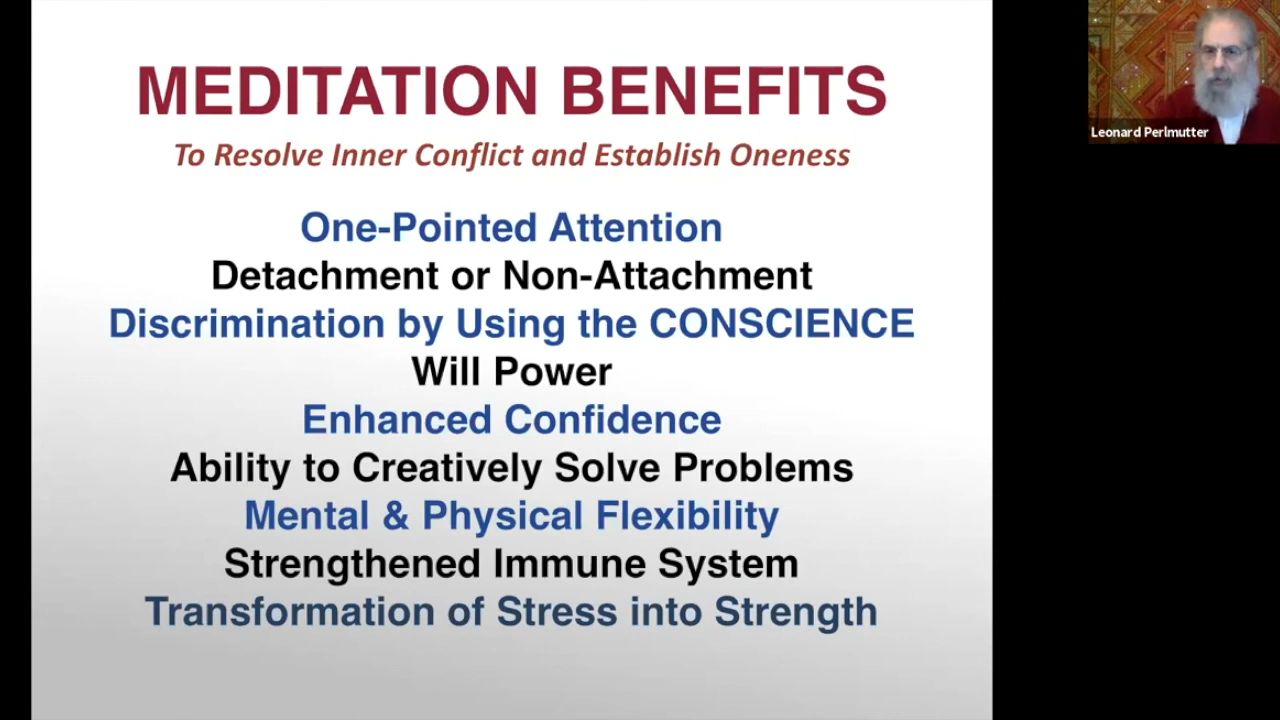 MEDITATION BENEFITS
To Resolve Inner Conflict and Establish Oneness
One-Pointed Attention
Detachment or Non-Attachment
Discrimination by Using the CONSCIENCE
Will Power
Enhanced Confidence
Ability to Creatively Solve Problems
Mental & Physical Flexibility
Strengthened Immune System
Transformation of Stress into Strength
Leonard Perlmutter